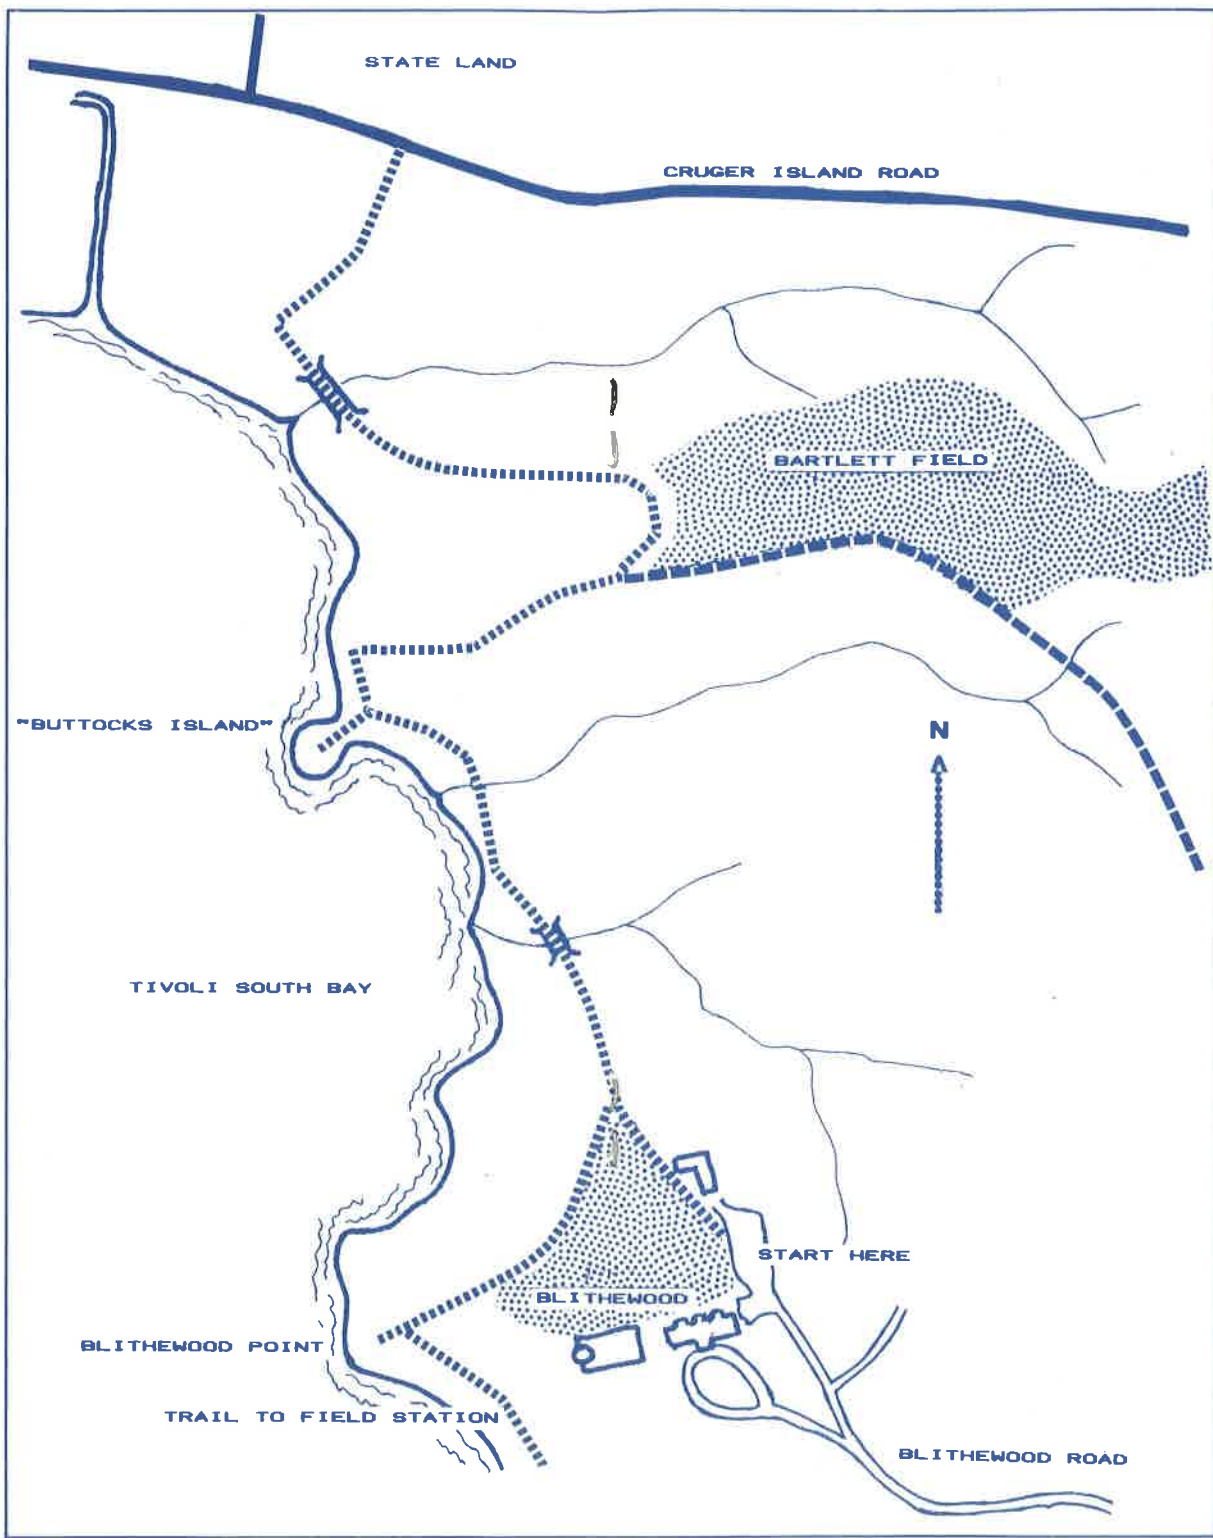 STATE LAND
CRUGER ISLAND ROAD
BARTLETT FIELD
"BUTTOCKS ISLAND"
N
TIVOLI SOUTH BAY
START HERE
BLITHEWOOD
BLITHEWOOD POINT
TRAIL TO FIELD STATION
BLITHEWOOD ROAD